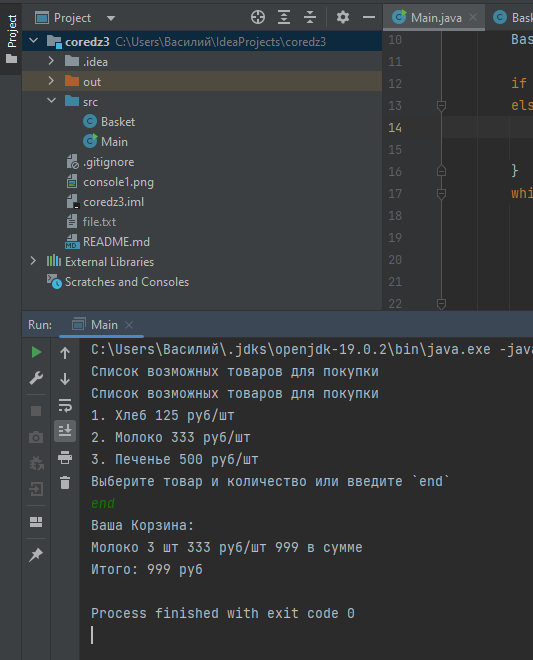 Project
Project
Main.java
Bas
coredz3 C:\Users\Василий\IdeaProjects\coredz3
.idea
out
src
Basket
Main
.gitignore
console1.png
coredz3.iml
file.txt
README.md
External Libraries
Scratches and Consoles
10 Bas
11
12 if
13 els
14
15
16 }
17 whi
18
19
20
21
22
Run: Main
C:\Users\Василий\.jdks\openjdk-19.0.2\bin\java.exe -java
Список возможных товаров для покупки
Список возможных товаров для покупки
1. Хлеб 125 руб/шт
2. Молоко 333 руб/шт
3. Печенье 500 руб/шт
Выберите товар и количество или введите `end`
end
Ваша Корзина:
Молоко 3 шт 333 руб/шт 999 в сумме
Итого: 999 руб
Process finished with exit code 0